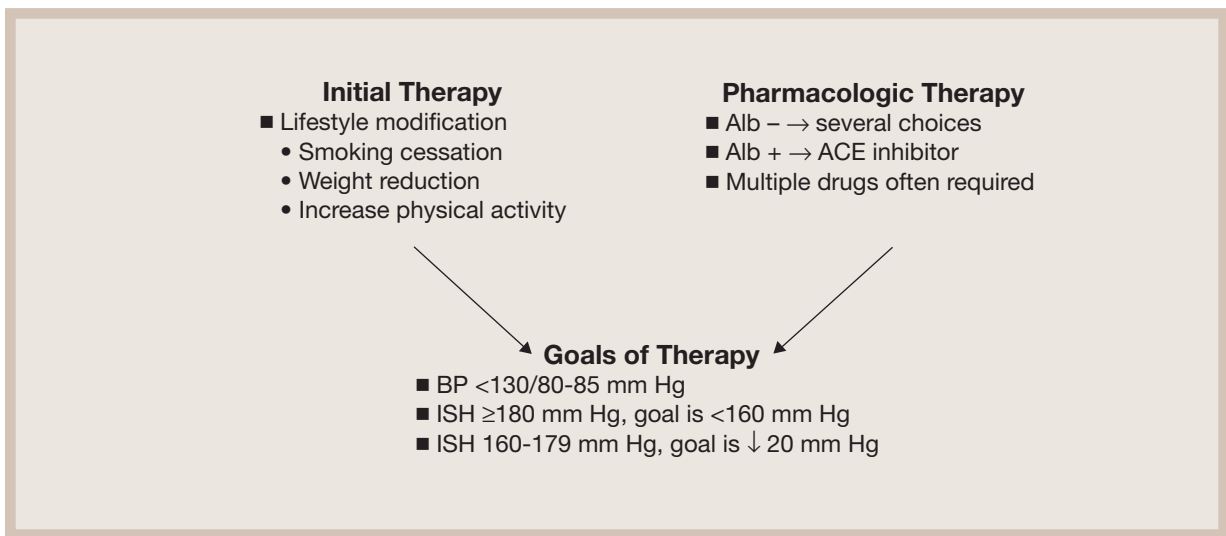 Initial Therapy
■ Lifestyle modification
• Smoking cessation
• Weight reduction
• Increase physical activity
Pharmacologic Therapy
■ Alb – → several choices
■ Alb + → ACE inhibitor
■ Multiple drugs often required
Goals of Therapy
■ BP <130/80-85 mm Hg
■ ISH ≥180 mm Hg, goal is <160 mm Hg
■ ISH 160-179 mm Hg, goal is ↓ 20 mm Hg